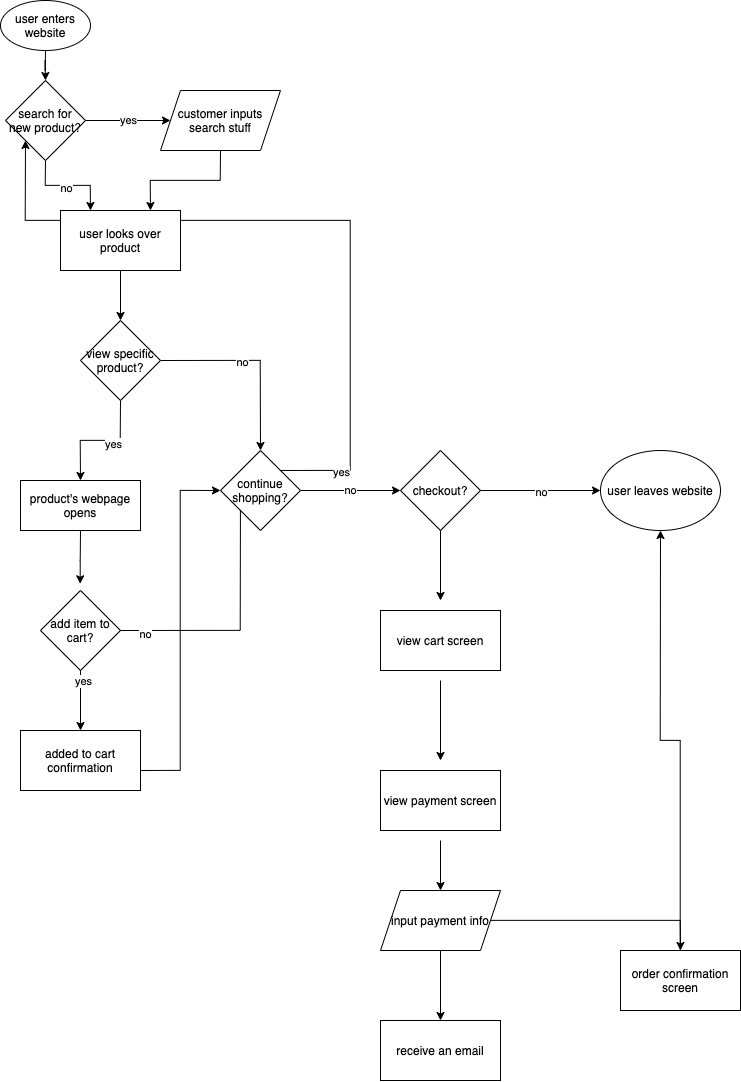 user enters
website
search for
new product?
yes
customer inputs
search stuff
no
user looks over
product
view specific
product?
no
yes
product's webpage
opens
continue
shopping?
yes
no
checkout?
no
user leaves website
add item to
cart?
no
yes
view cart screen
added to cart
confirmation
view payment screen
input payment info
order confirmation
screen
receive an email